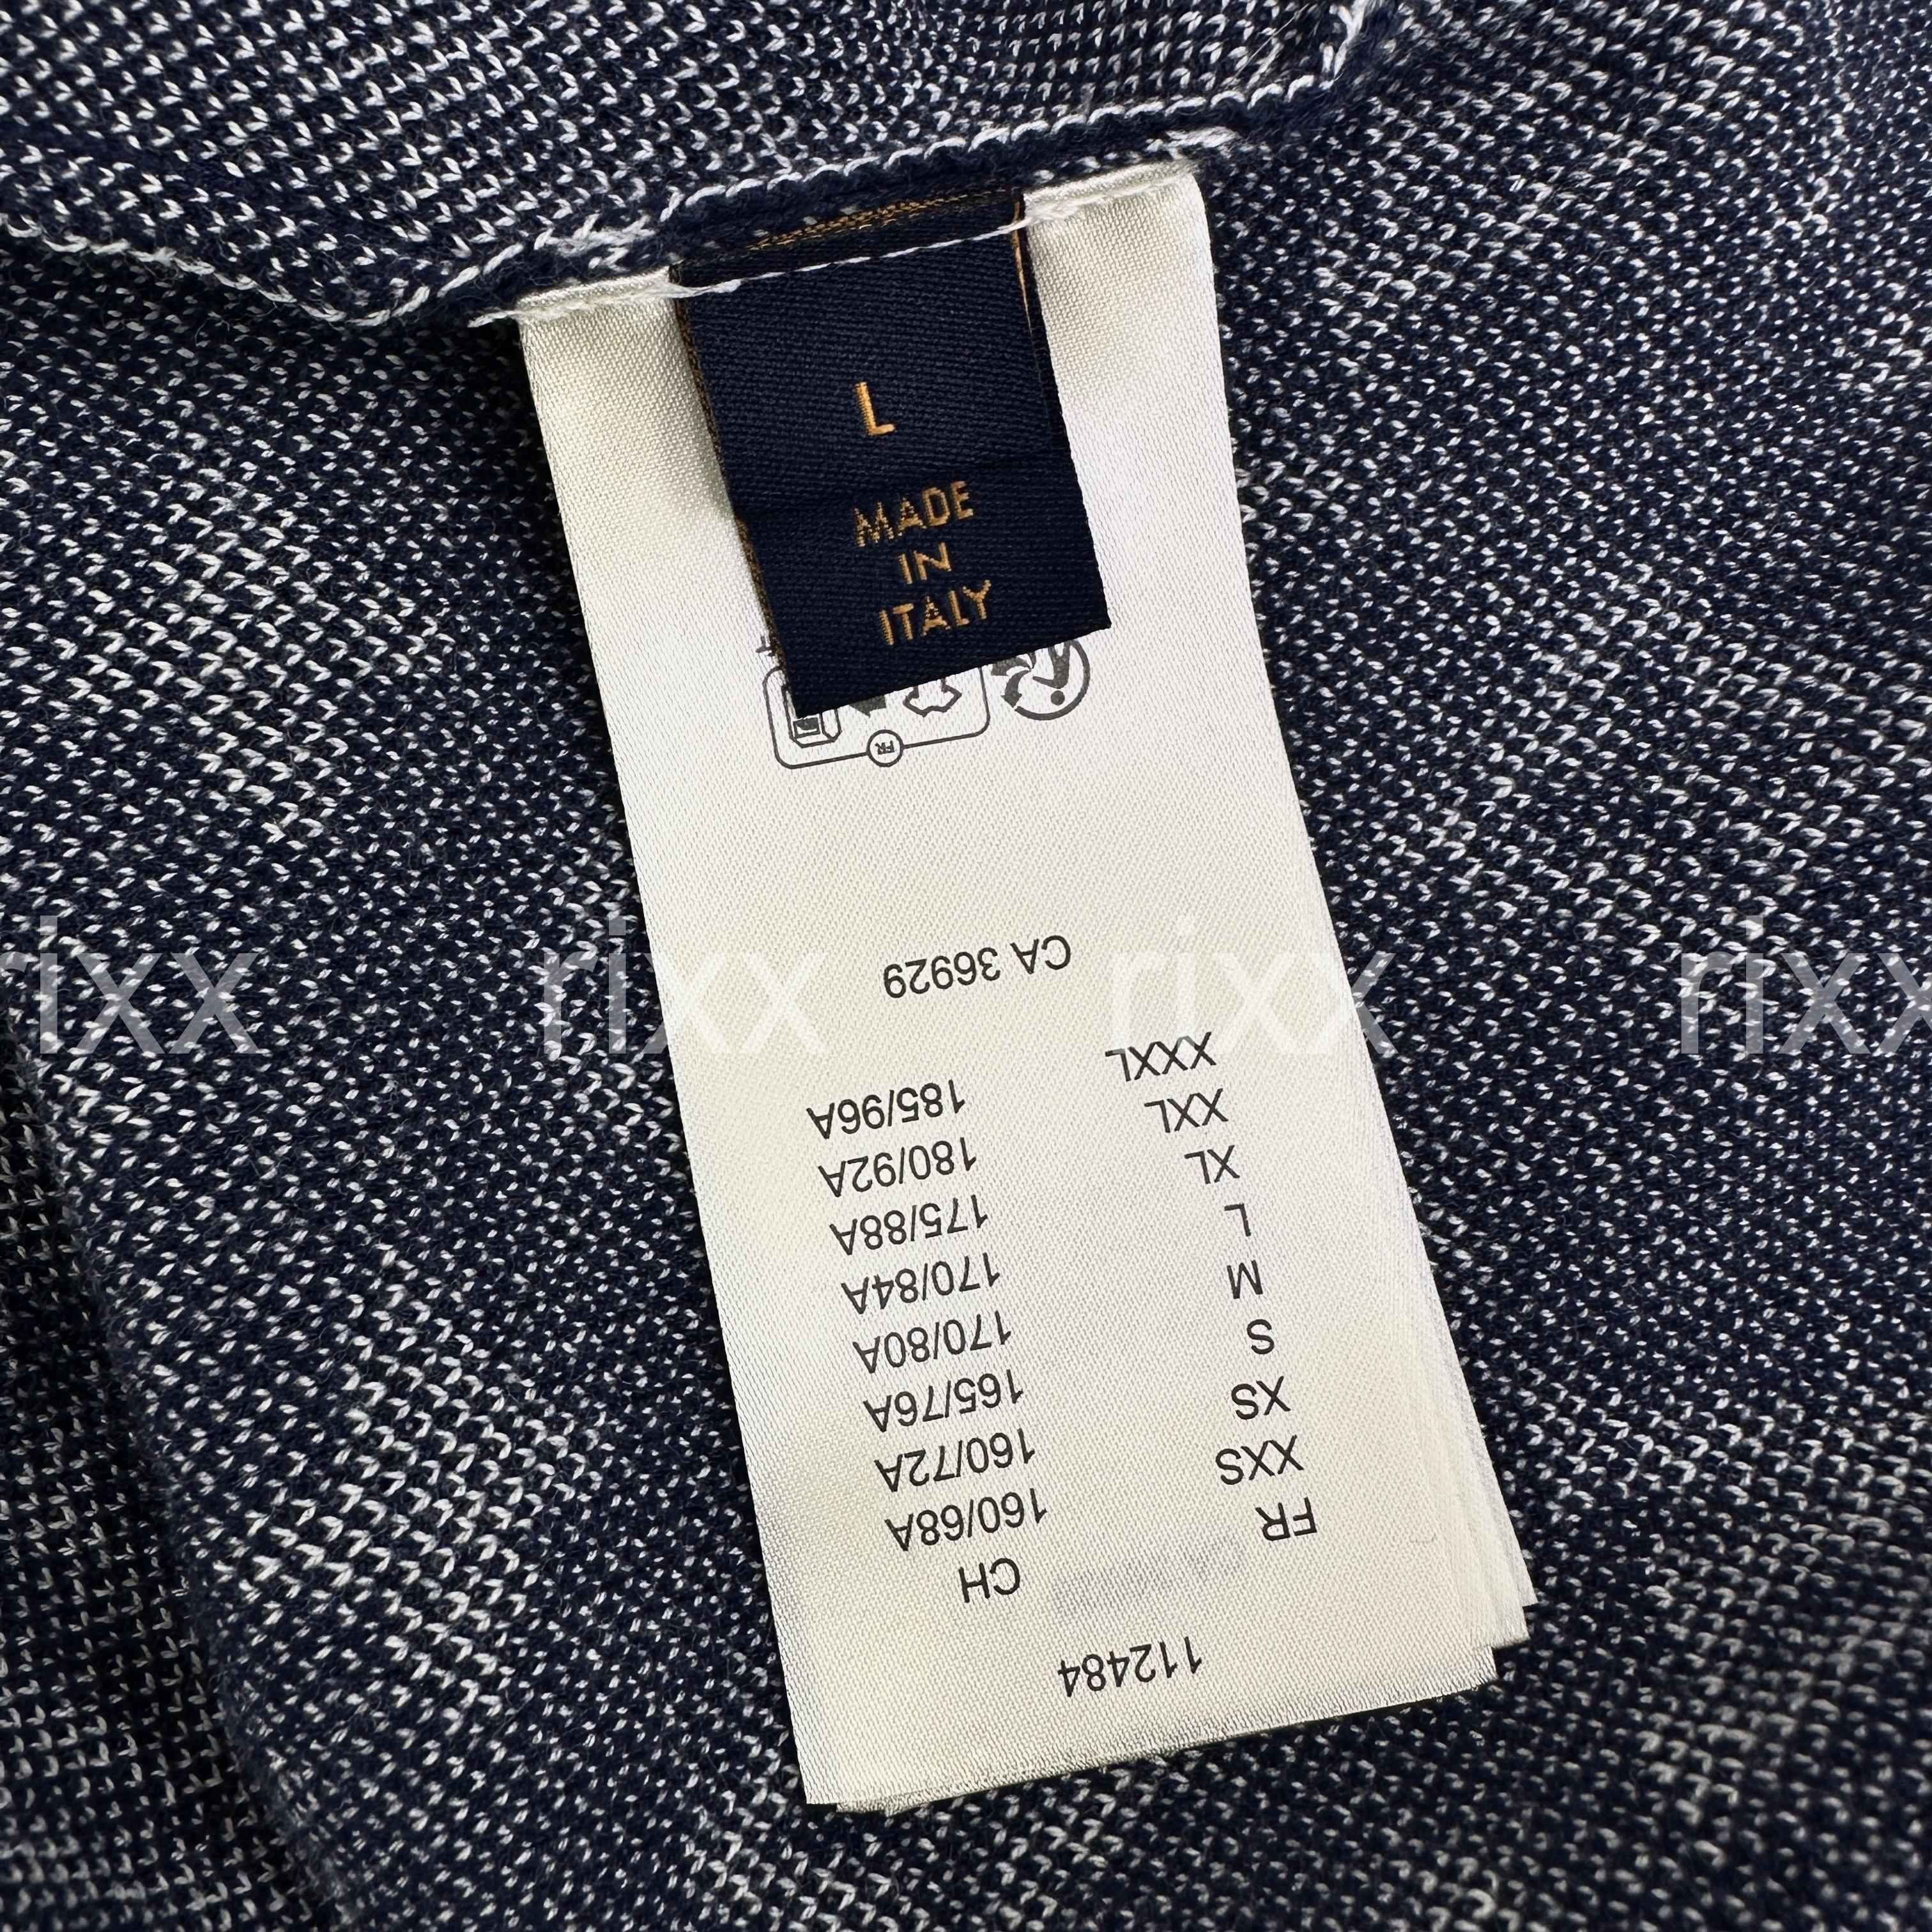 L
MADE
IN
ITALY
112484
FR CH
XXS 160/68A
XS 160/72A
S 165/76A
M 170/80A
L 170/84A
XL 175/88A
XXL 180/92A
XXXL 185/96A
CA 36929
FR
rixx rixx rixx rixx